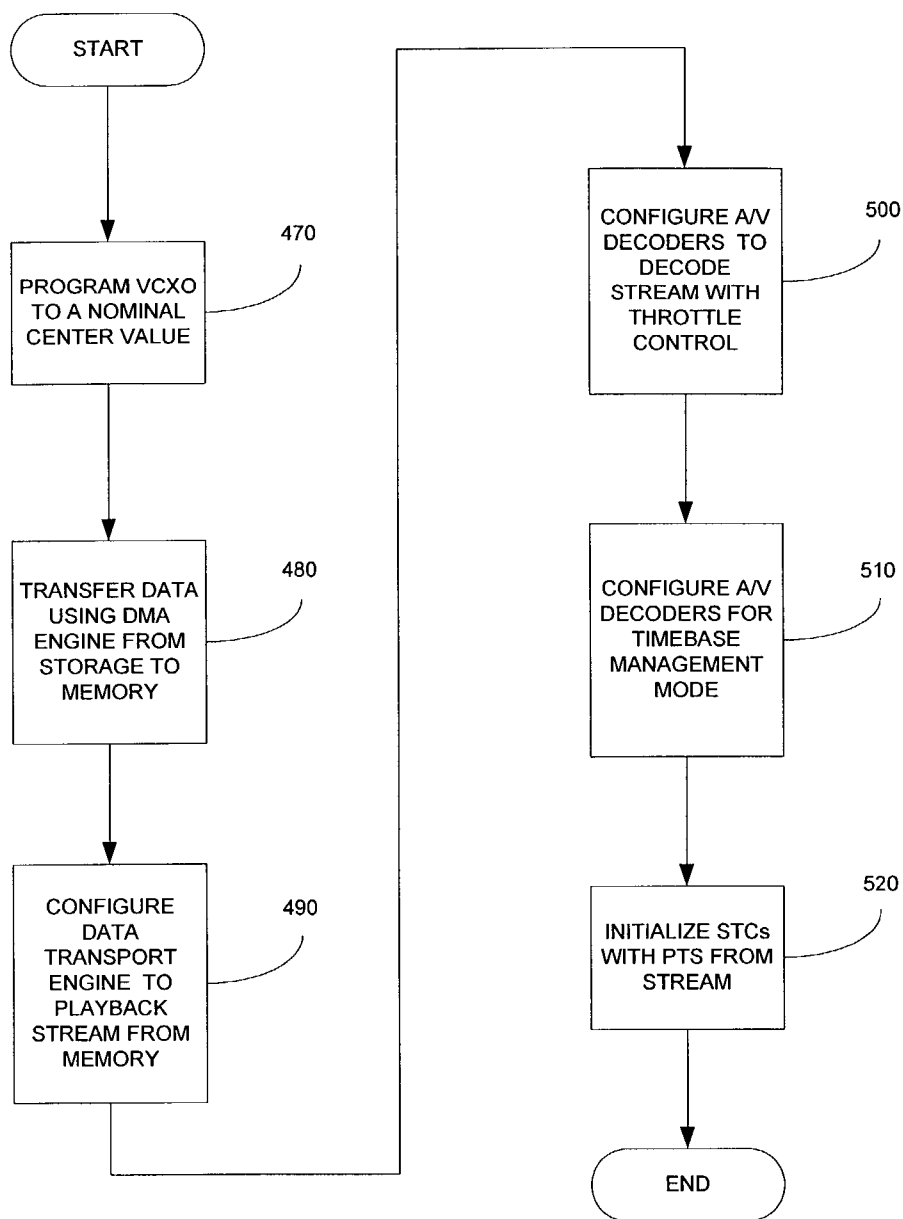 START
470
PROGRAM VCXO
TO A NOMINAL
CENTER VALUE
480
TRANSFER DATA
USING DMA
ENGINE FROM
STORAGE TO
MEMORY
490
CONFIGURE
DATA
TRANSPORT
ENGINE TO
PLAYBACK
STREAM FROM
MEMORY
500
CONFIGURE A/V
DECODERS TO
DECODE
STREAM WITH
THROTTLE
CONTROL
510
CONFIGURE A/V
DECODERS FOR
TIMEBASE
MANAGEMENT
MODE
520
INITIALIZE STCs
WITH PTS FROM
STREAM
END